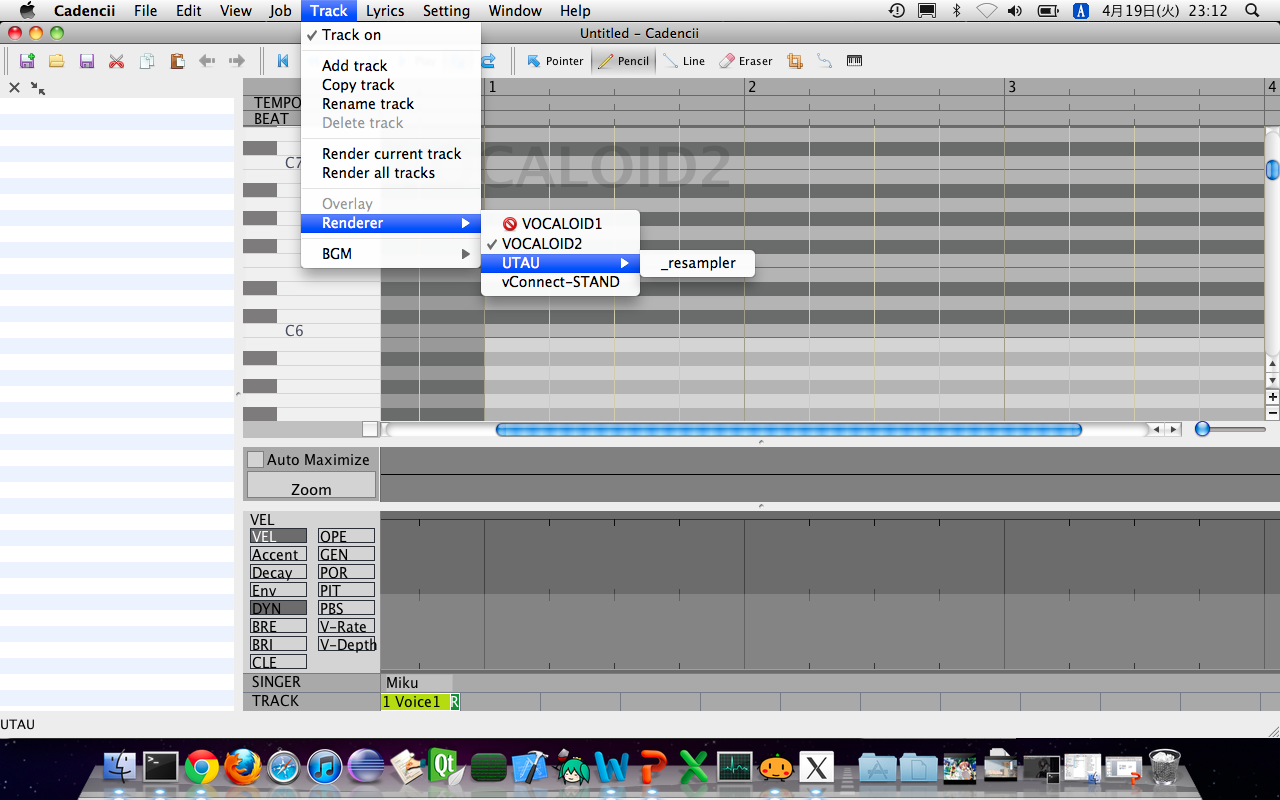 Cadencii File Edit View Job Track Lyrics Setting Window Help 4月19日(火) 23:12
Untitled – Cadencii
Track on
Add track
Copy track
Rename track
Delete track
Render current track
Render all tracks
Overlay
Renderer
BGM
VOCALOID1
VOCALOID2
UTAU
vConnect-STAND
_resampler
Pointer Pencil Line Eraser
1 2 3 4
TEMPO
BEAT
CALOID2
C7
C6
Auto Maximize
Zoom
VEL
VEL OPE
Accent GEN
Decay POR
Env PIT
DYN PBS
BRE V-Rate
BRI V-Depth
CLE
SINGER Miku
TRACK 1 Voice1 R
UTAU